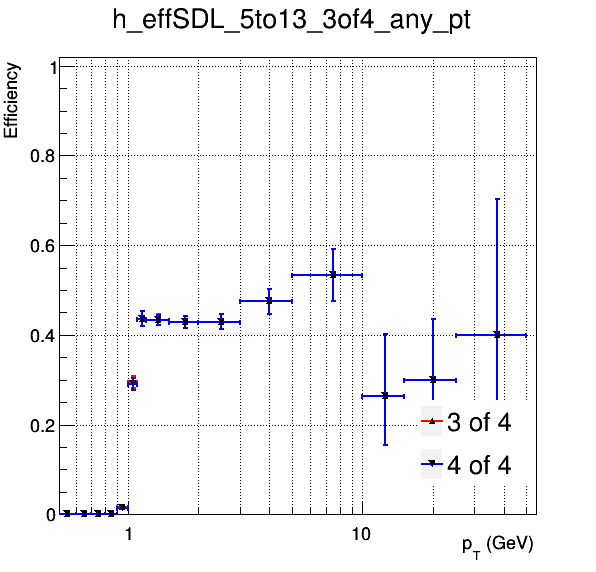 h_effSDL_5to13_3of4_any_pt
Efficiency
1
0.8
0.6
0.4
0.2
0
3 of 4
4 of 4
1
10
p_T (GeV)